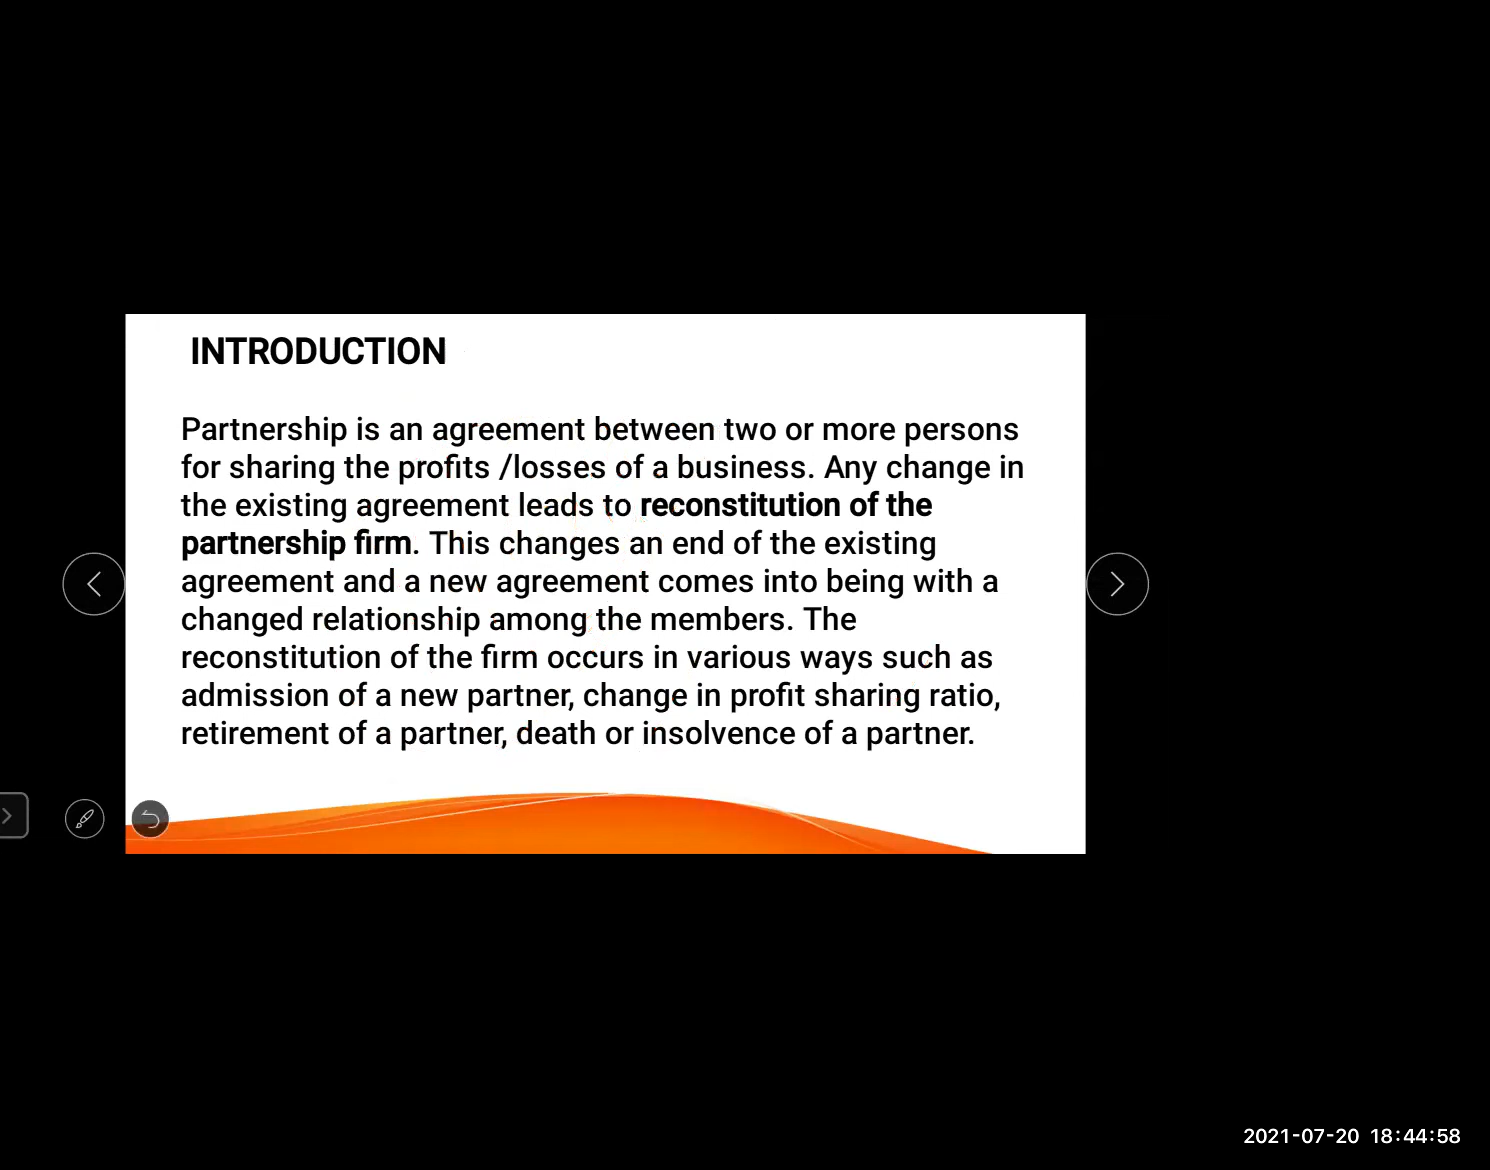 INTRODUCTION
Partnership is an agreement between two or more persons
for sharing the profits /losses of a business. Any change in
the existing agreement leads to reconstitution of the
partnership firm. This changes an end of the existing
agreement and a new agreement comes into being with a
changed relationship among the members. The
reconstitution of the firm occurs in various ways such as
admission of a new partner, change in profit sharing ratio,
retirement of a partner, death or insolvence of a partner.
2021-07-20 18:44:58